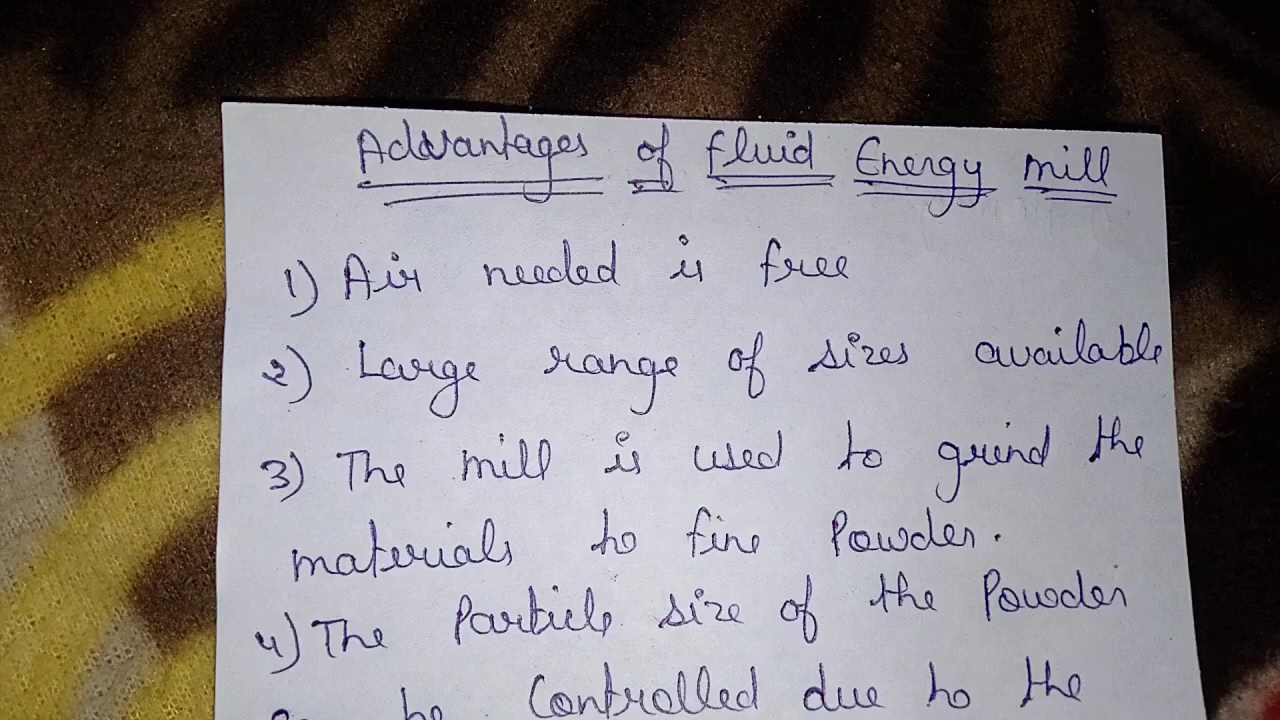 Advantages of fluid Energy mill
1) Air needed is free
2) Large range of sizes available
3) The mill is used to grind the
materials to fine Powder.
4) The Particle size of the Powder
be Controlled due to the